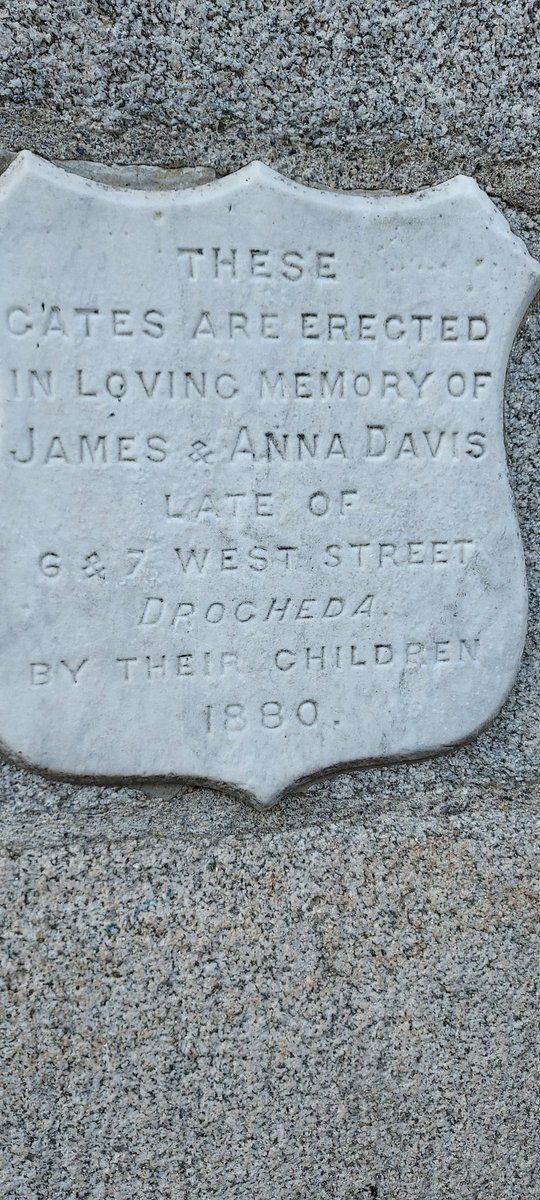 THESE
GATES ARE ERECTED
IN LOVING MEMORY OF
JAMES & ANNA DAVIS
LATE OF
6 & 7 WEST STREET
DROGHEDA.
BY THEIR CHILDREN
1880.